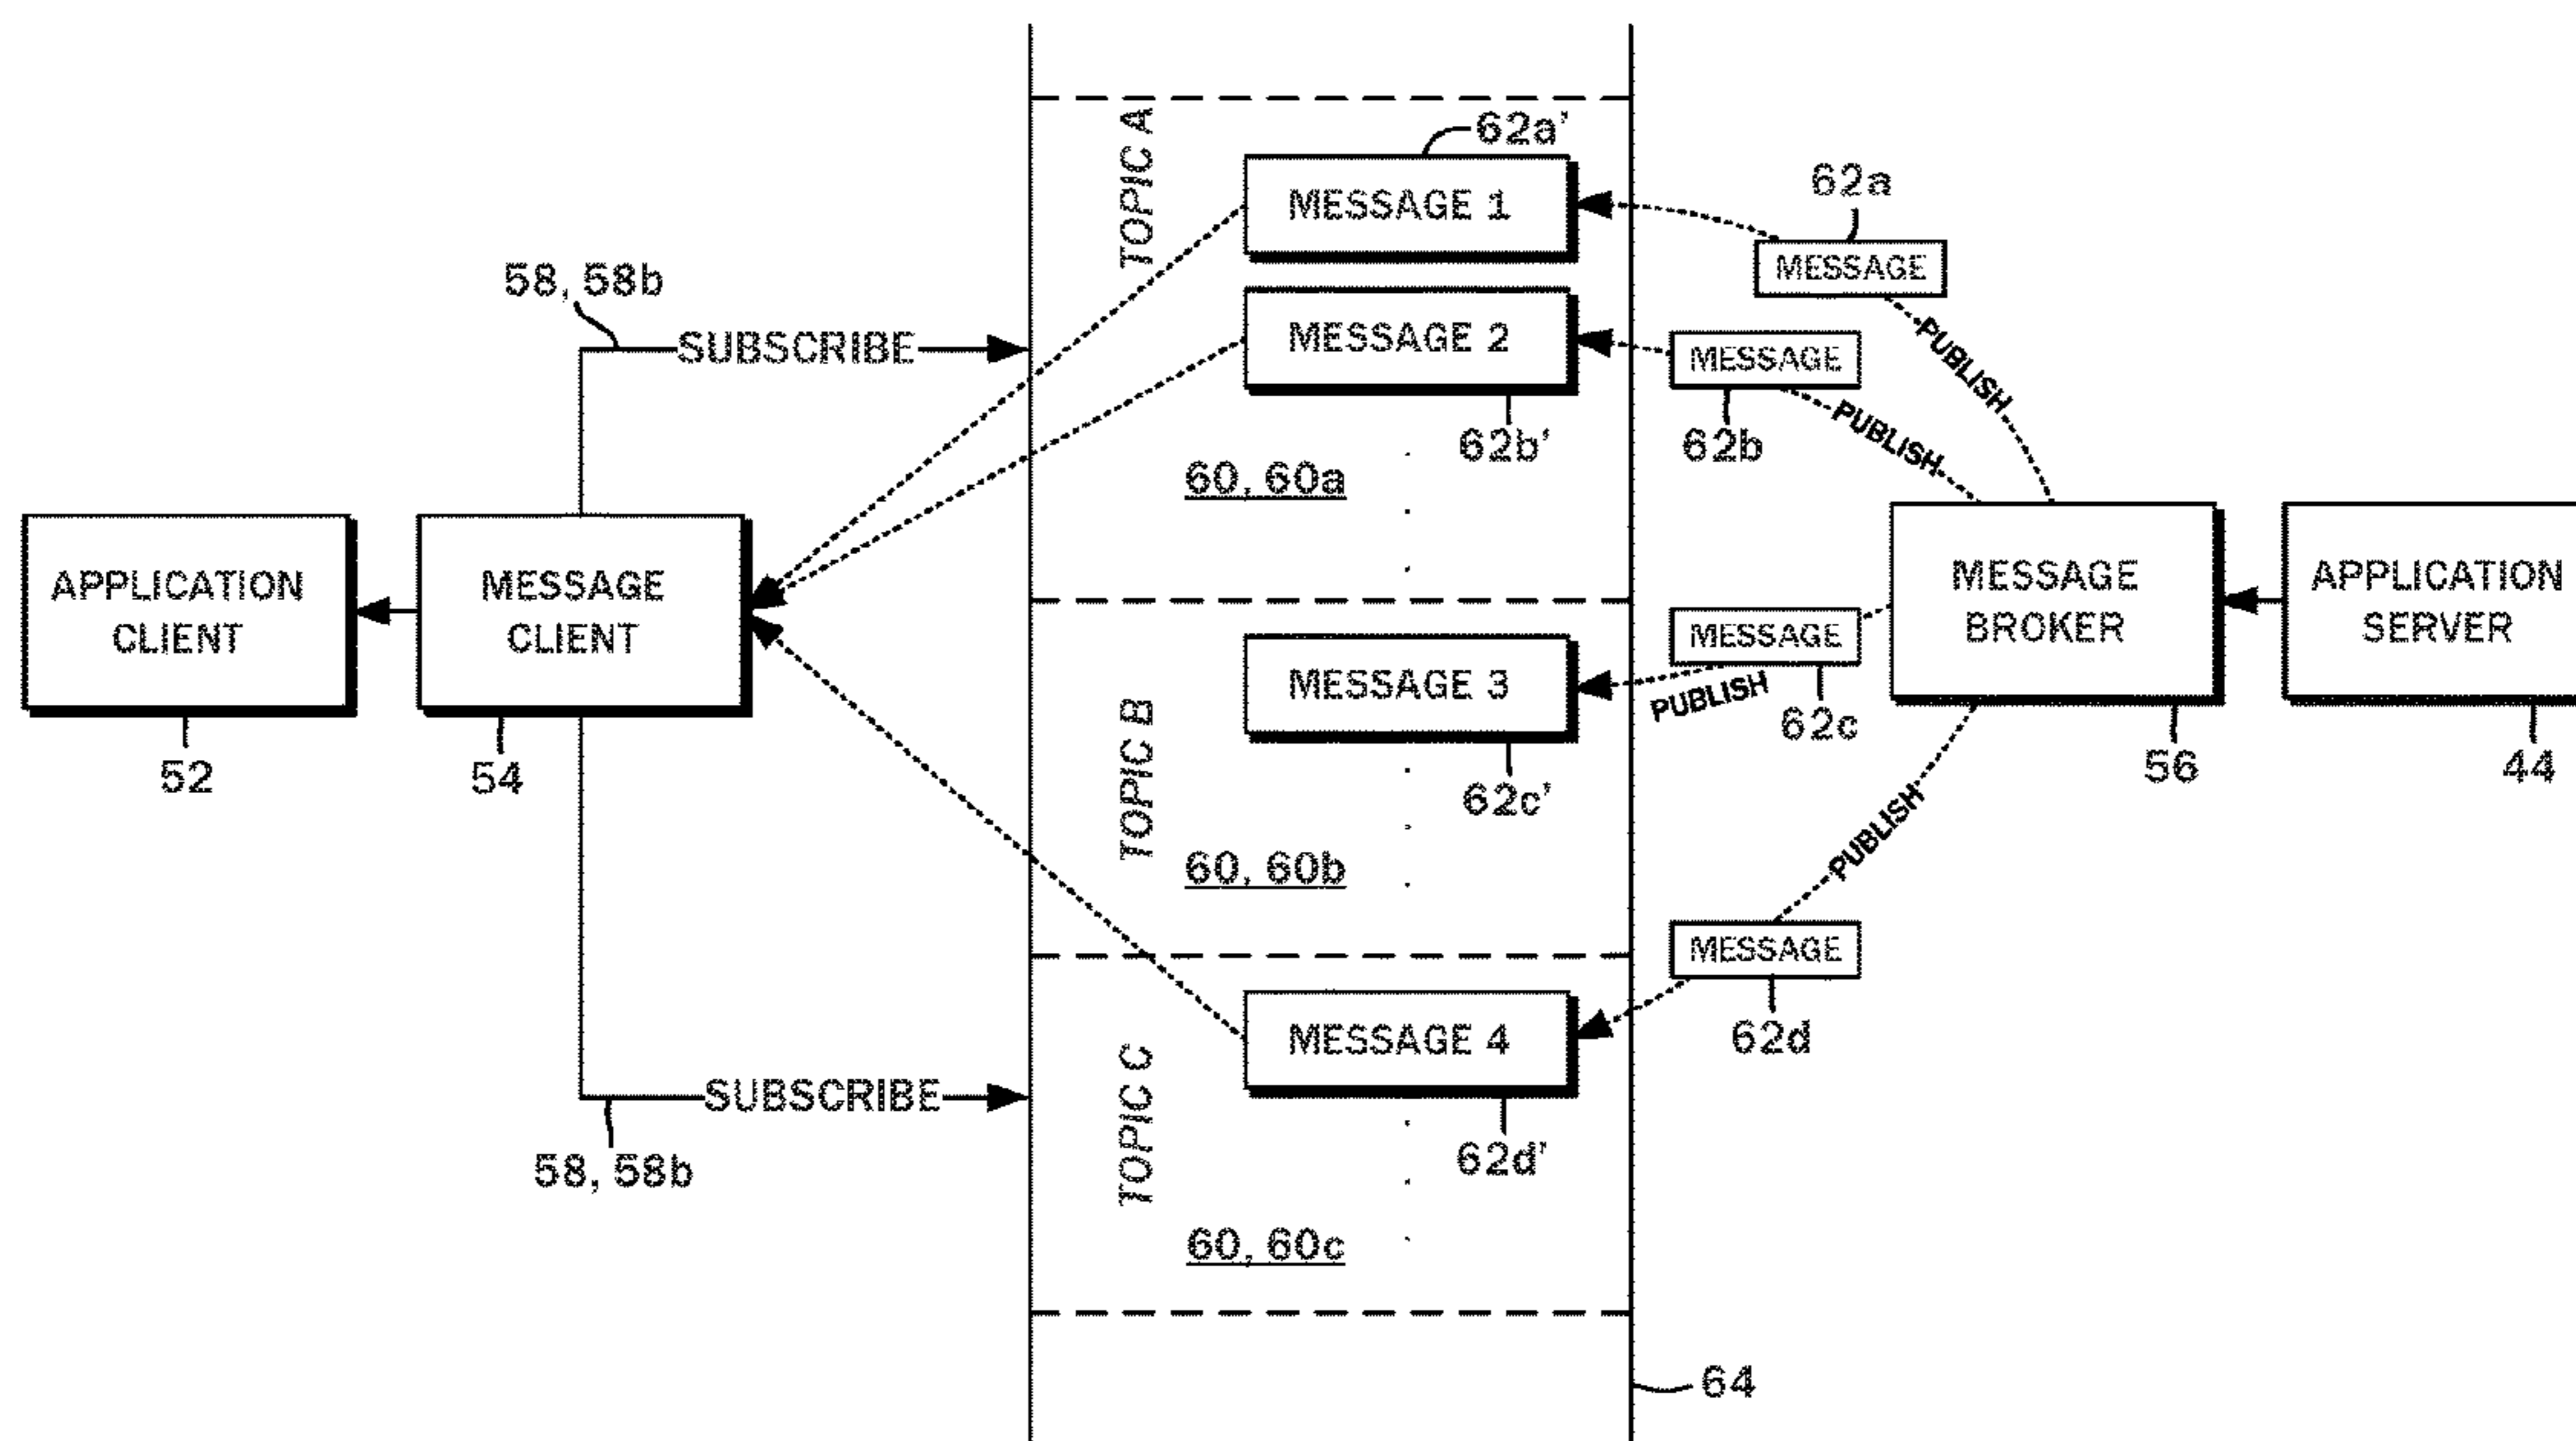 62a'
TOPIC A
MESSAGE 1
62a
MESSAGE
58, 58b
SUBSCRIBE
MESSAGE 2
MESSAGE
PUBLISH
PUBLISH
62b'
62b
60, 60a
APPLICATION
CLIENT
52
MESSAGE
CLIENT
54
MESSAGE
BROKER
56
APPLICATION
SERVER
44
MESSAGE
MESSAGE 3
PUBLISH
62c
TOPIC B
62c'
60, 60b
PUBLISH
MESSAGE
MESSAGE 4
62d
TOPIC C
SUBSCRIBE
58, 58b
62d'
60, 60c
64